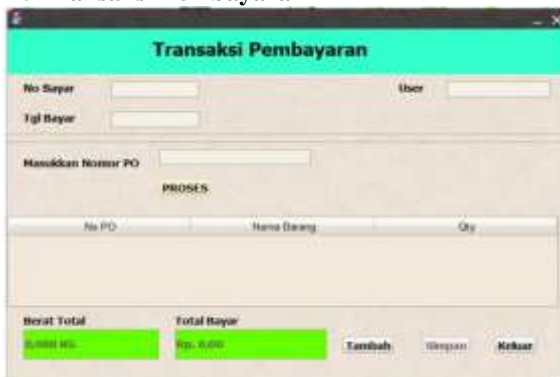 Transaksi Pembayaran
No Bayar
User
Tgl Bayar
Masukkan Nomor PO
PROSES
No PO Nama Barang Qty
Berat Total Total Bayar
0,000 KG Rp. 0,00
Tambah Simpan Keluar